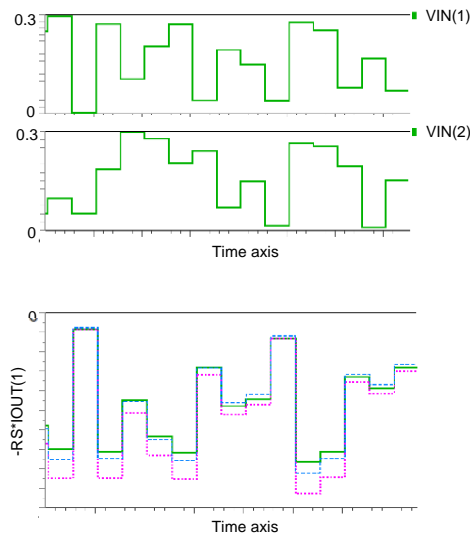 0.3
VIN(1)
0
0.3
VIN(2)
0
Time axis
0
-RS*IOUT(1)
Time axis